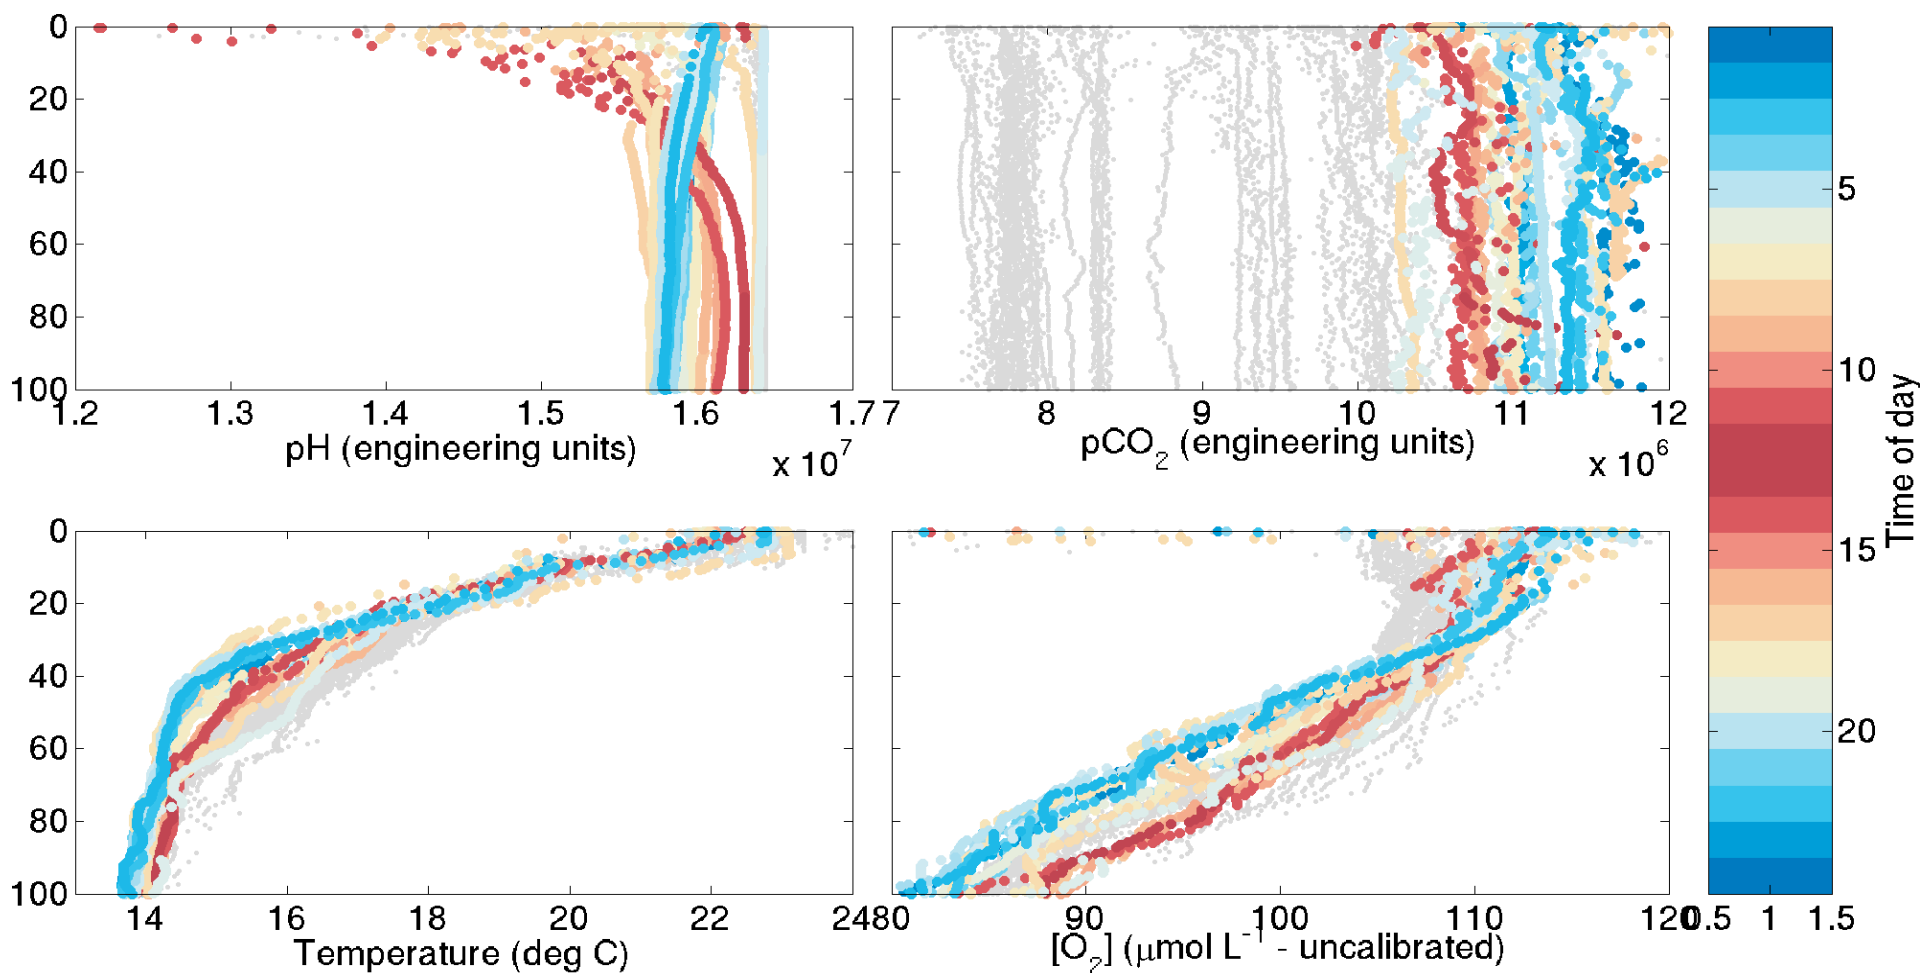 0
20
40
60
80
100
1.2 1.3 1.4 1.5 1.6 1.7
pH (engineering units)
x 10^7
7 8 9 10 11 12
pCO₂ (engineering units)
x 10^6
0
20
40
60
80
100
14 16 18 20 22 24
Temperature (deg C)
80 90 100 110 120
[O₂] (μmol L⁻¹ - uncalibrated)
5
10
15
20
0.5 1 1.5
Time of day